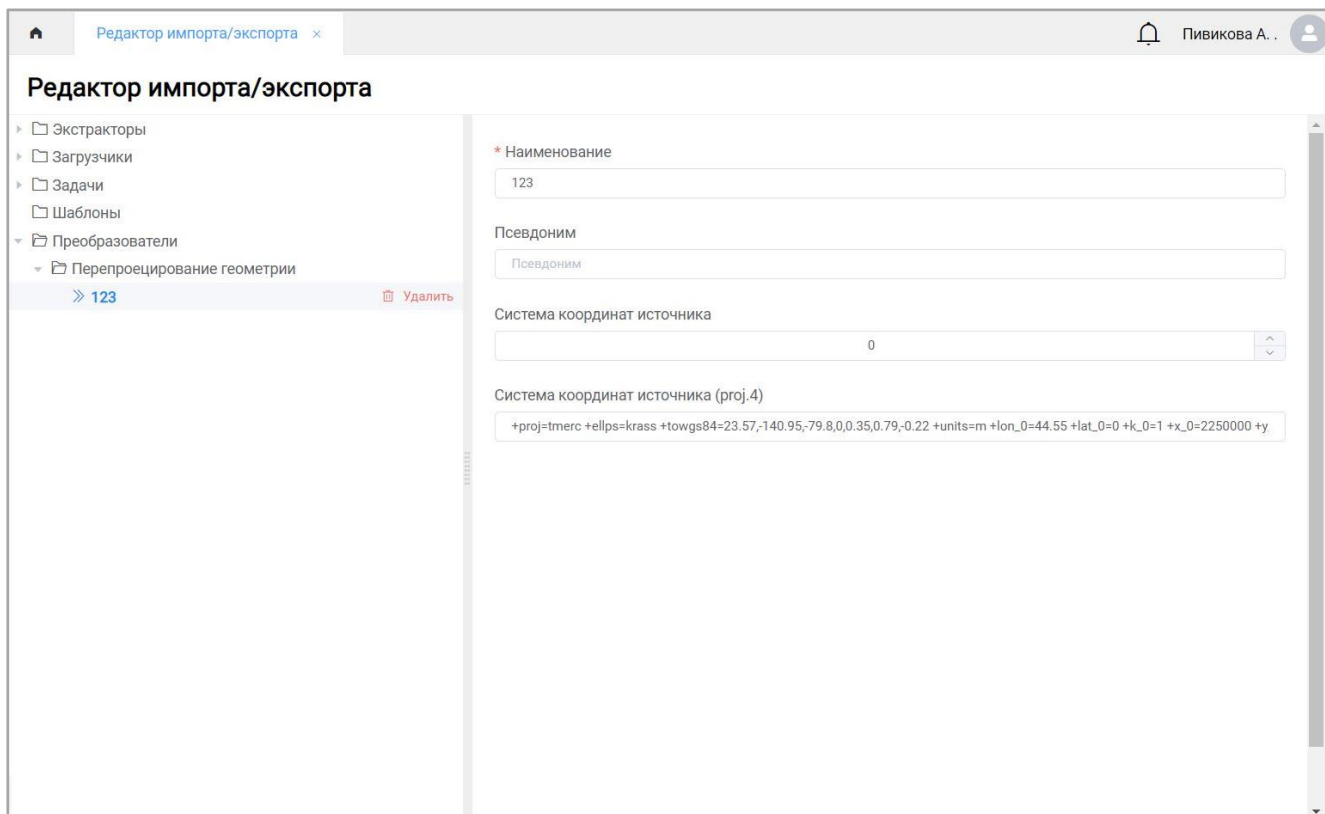 Редактор импорта/экспорта ×
Пивикова А. .
Редактор импорта/экспорта
Экстракторы
Загрузчики
Задачи
Шаблоны
Преобразователи
Перепроецирование геометрии
123 Удалить
* Наименование
123
Псевдоним
Псевдоним
Система координат источника
0
Система координат источника (proj.4)
+proj=tmerc +ellps=krass +towgs84=23.57,-140.95,-79.8,0,0.35,0.79,-0.22 +units=m +lon_0=44.55 +lat_0=0 +k_0=1 +x_0=2250000 +y